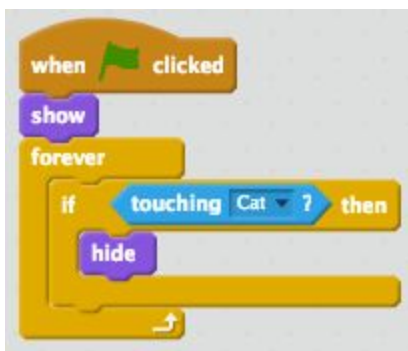 when clicked
show
forever
if touching Cat ? then
hide